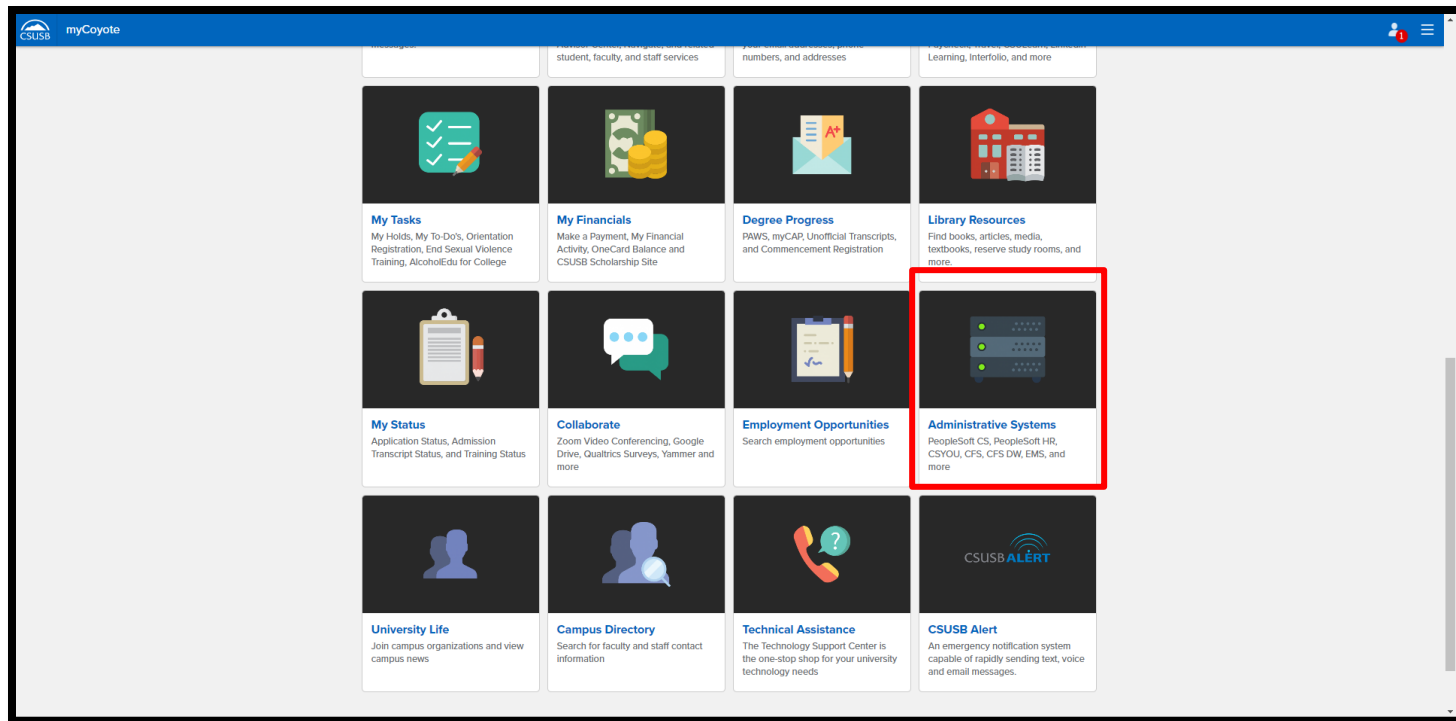 CSUSB myCoyote 1
student, faculty, and staff services
numbers, and addresses
Learning, Interfolio, and more
A+
My Tasks
My Holds, My To-Do's, Orientation
Registration, End Sexual Violence
Training, AlcoholEdu for College
My Financials
Make a Payment, My Financial
Activity, OneCard Balance and
CSUSB Scholarship Site
Degree Progress
PAWS, myCAP, Unofficial Transcripts,
and Commencement Registration
Library Resources
Find books, articles, media,
textbooks, reserve study rooms, and
more.
My Status
Application Status, Admission
Transcript Status, and Training Status
Collaborate
Zoom Video Conferencing, Google
Drive, Qualtrics Surveys, Yammer and
more
Employment Opportunities
Search employment opportunities
Administrative Systems
PeopleSoft CS, PeopleSoft HR,
CSYOU, CFS, CFS DW, EMS, and
more
?
CSUSB ALERT
University Life
Join campus organizations and view
campus news
Campus Directory
Search for faculty and staff contact
information
Technical Assistance
The Technology Support Center is
the one-stop shop for your university
technology needs
CSUSB Alert
An emergency notification system
capable of rapidly sending text, voice
and email messages.